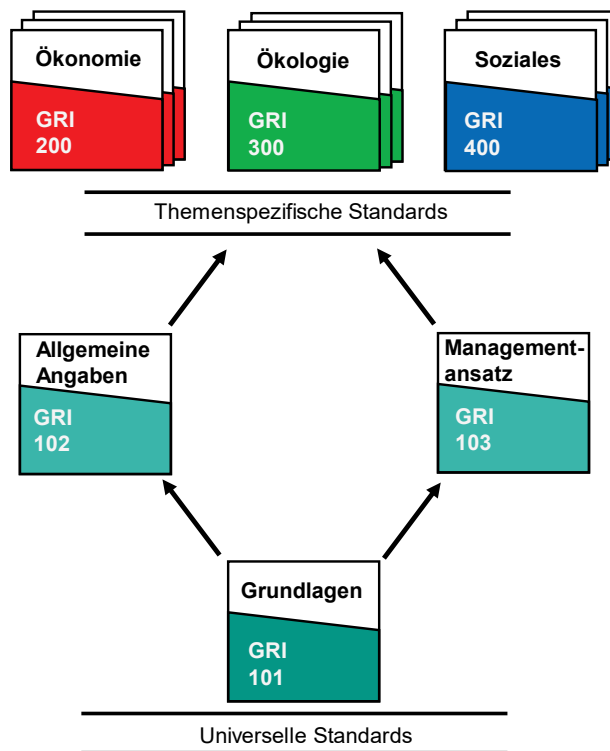 Ökonomie
GRI
200
Ökologie
GRI
300
Soziales
GRI
400
Themenspezifische Standards
Allgemeine
Angaben
GRI
102
Management-
ansatz
GRI
103
Grundlagen
GRI
101
Universelle Standards